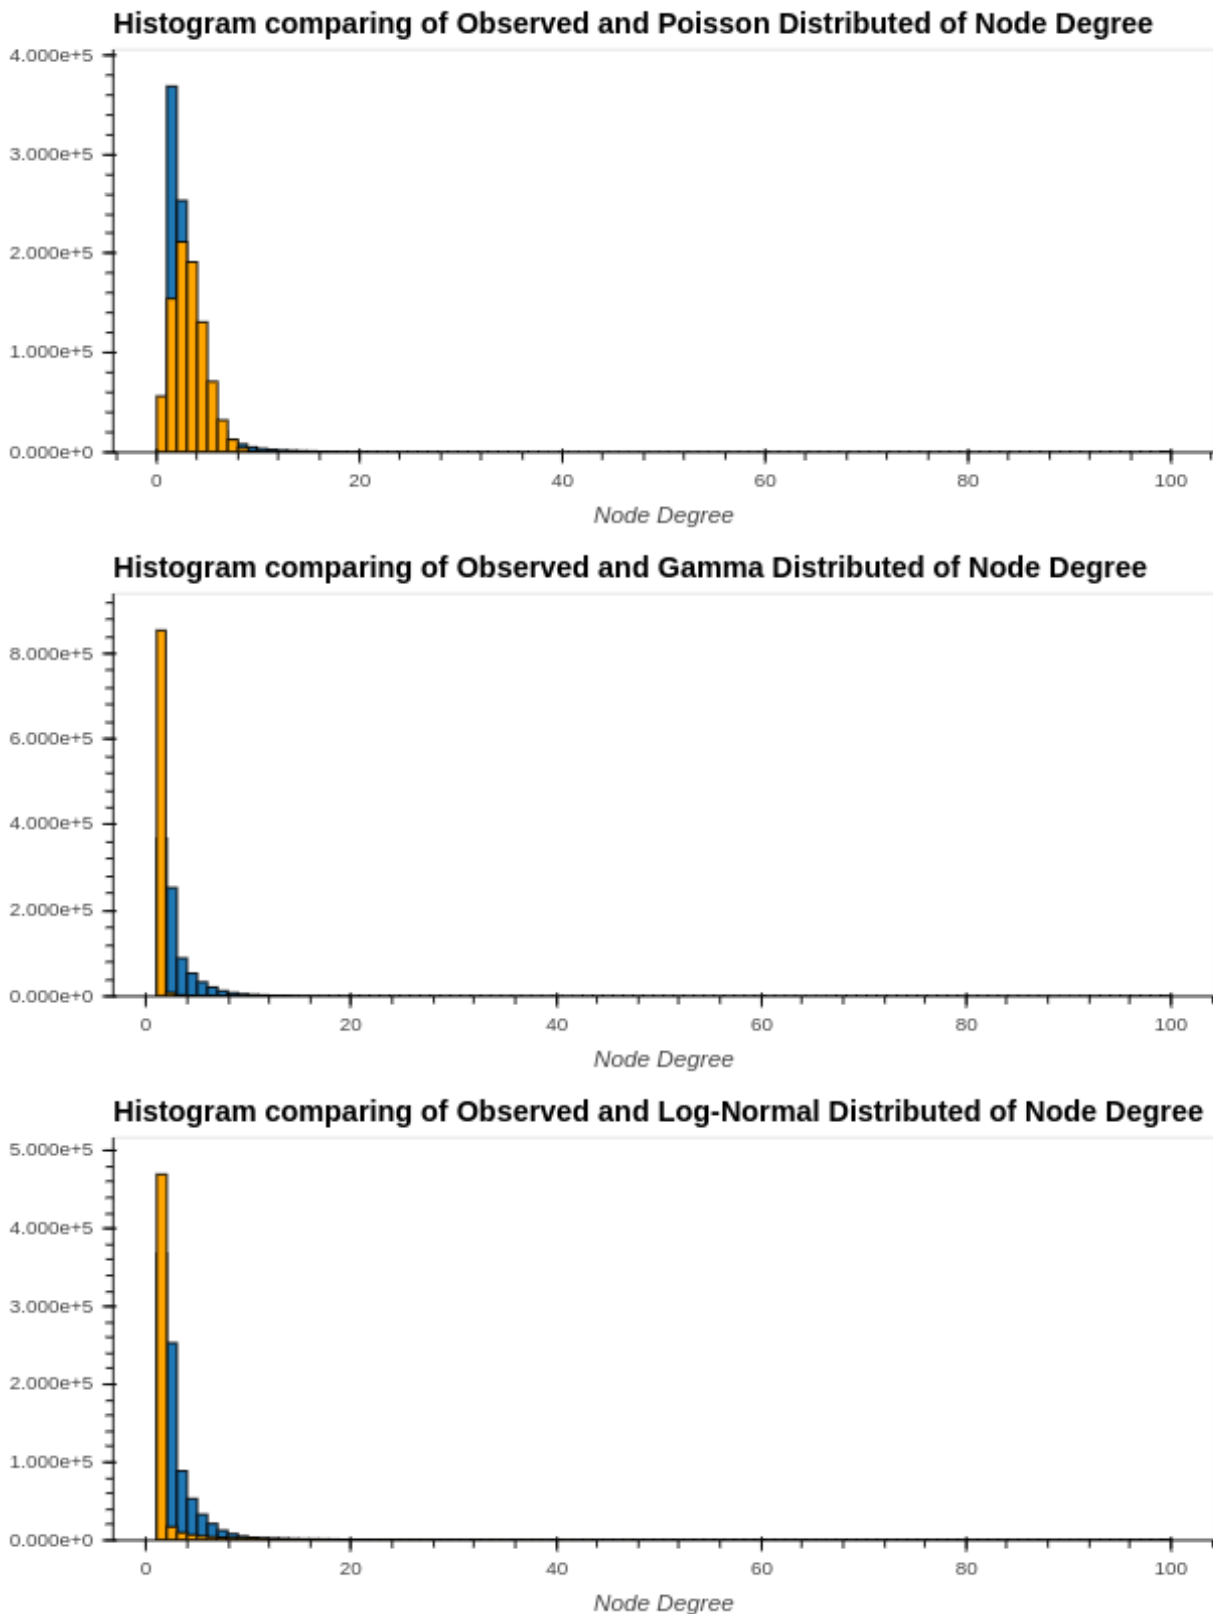 Histogram comparing of Observed and Poisson Distributed of Node Degree
4.000e+5
3.000e+5
2.000e+5
1.000e+5
0.000e+0
0 20 40 60 80 100
Node Degree
Histogram comparing of Observed and Gamma Distributed of Node Degree
8.000e+5
6.000e+5
4.000e+5
2.000e+5
0.000e+0
0 20 40 60 80 100
Node Degree
Histogram comparing of Observed and Log-Normal Distributed of Node Degree
5.000e+5
4.000e+5
3.000e+5
2.000e+5
1.000e+5
0.000e+0
0 20 40 60 80 100
Node Degree